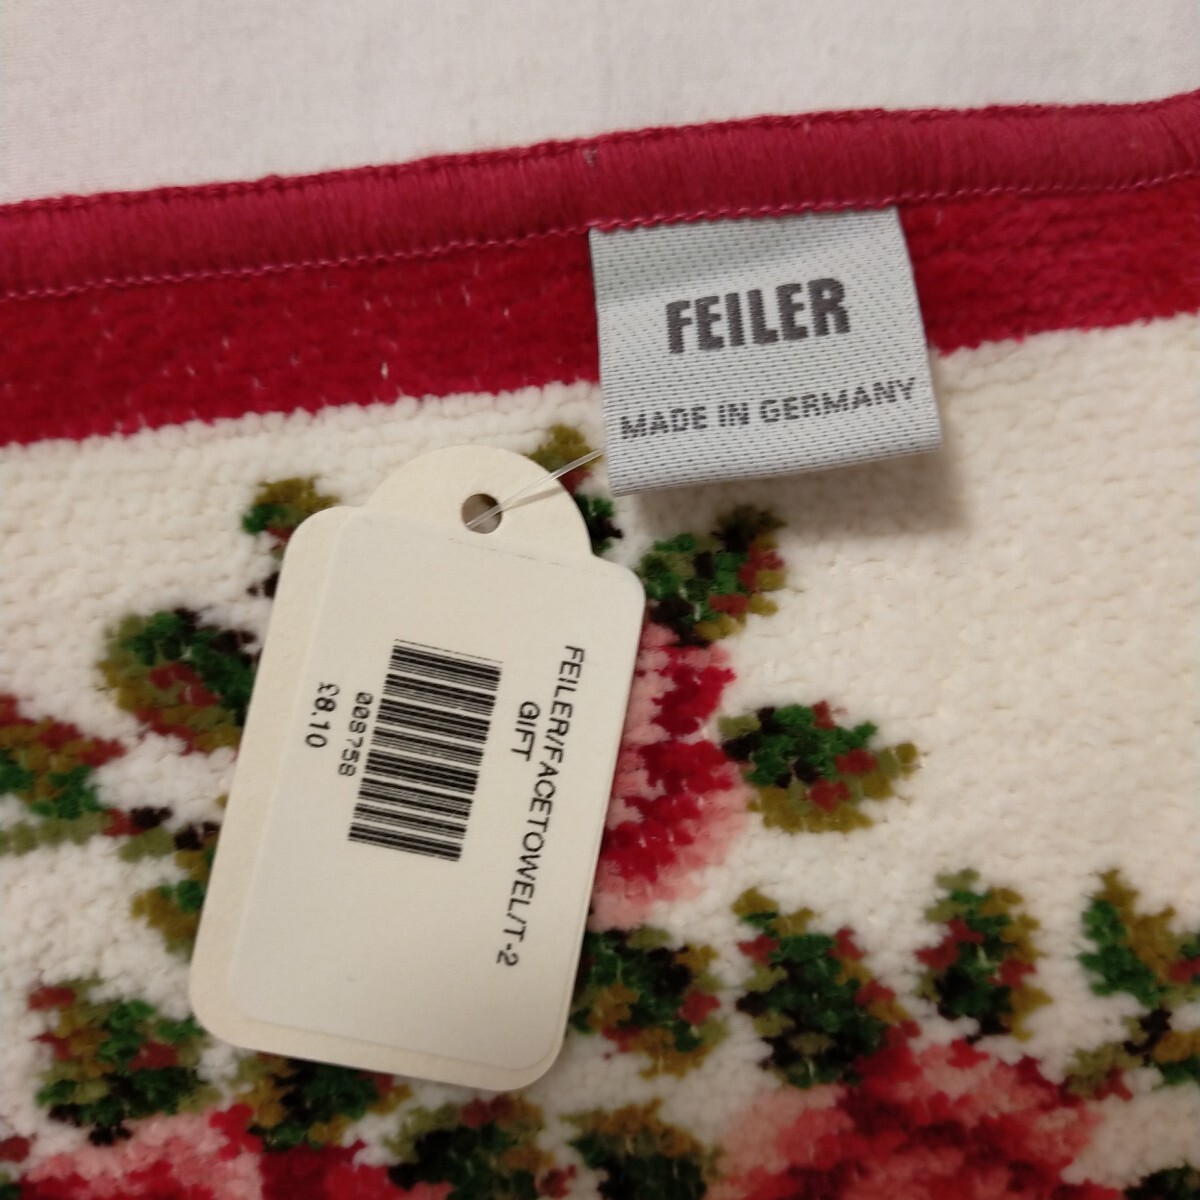 FEILER
MADE IN GERMANY
FEILER/FACETOWEL/T-2
GIFT
008758
£8.10